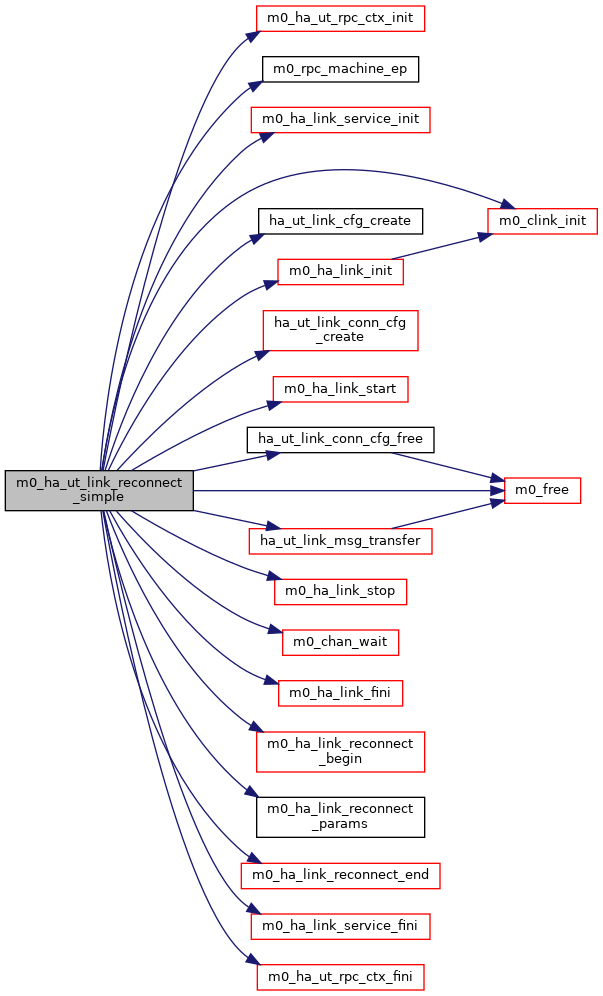 m0_ha_ut_rpc_ctx_init
m0_rpc_machine_ep
m0_ha_link_service_init
m0_clink_init
ha_ut_link_cfg_create
m0_ha_link_init
ha_ut_link_conn_cfg
_create
m0_ha_link_start
ha_ut_link_conn_cfg_free
m0_ha_ut_link_reconnect
_simple
m0_free
ha_ut_link_msg_transfer
m0_ha_link_stop
m0_chan_wait
m0_ha_link_fini
m0_ha_link_reconnect
_begin
m0_ha_link_reconnect
_params
m0_ha_link_reconnect_end
m0_ha_link_service_fini
m0_ha_ut_rpc_ctx_fini